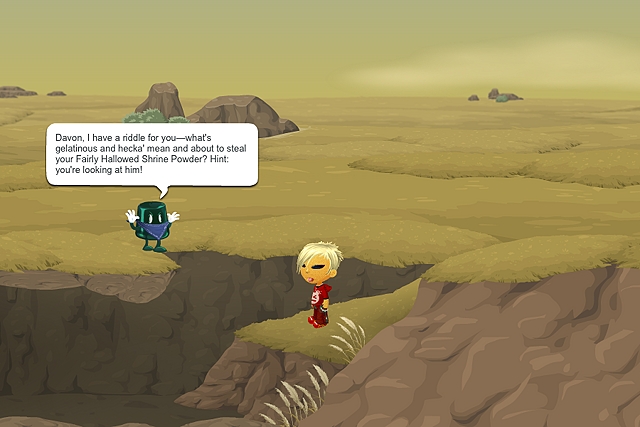 Davon, I have a riddle for you—what's
gelatinous and hecka' mean and about to steal
your Fairly Hallowed Shrine Powder? Hint:
you're looking at him!